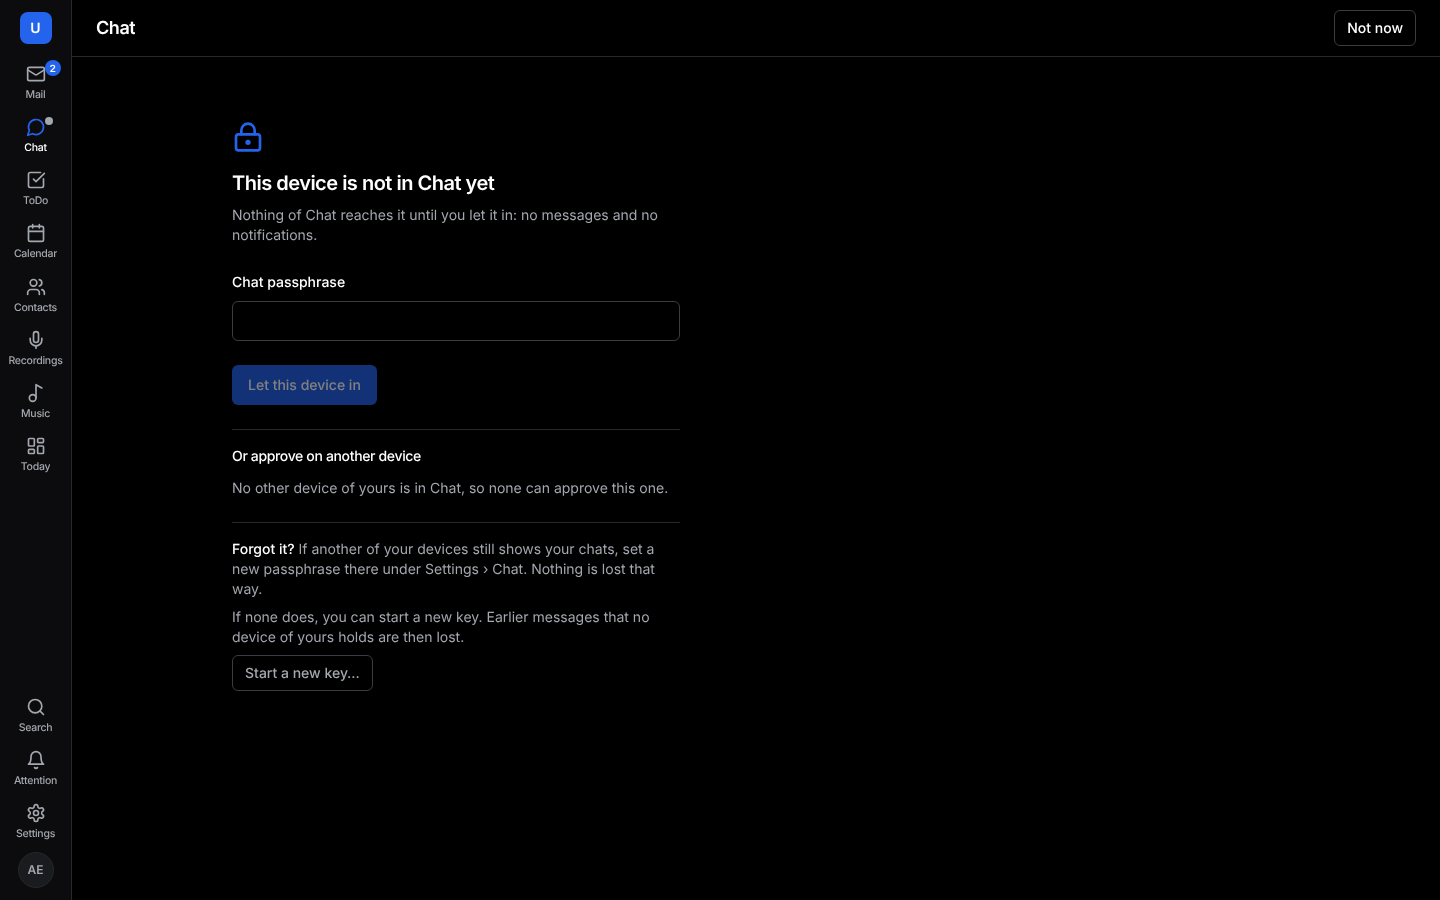 U
Chat
Not now
2
Mail
Chat
ToDo
Calendar
Contacts
Recordings
Music
Today
This device is not in Chat yet
Nothing of Chat reaches it until you let it in: no messages and no
notifications.
Chat passphrase
Let this device in
Or approve on another device
No other device of yours is in Chat, so none can approve this one.
Forgot it? If another of your devices still shows your chats, set a
new passphrase there under Settings › Chat. Nothing is lost that
way.
If none does, you can start a new key. Earlier messages that no
device of yours holds are then lost.
Start a new key...
Search
Attention
Settings
AE